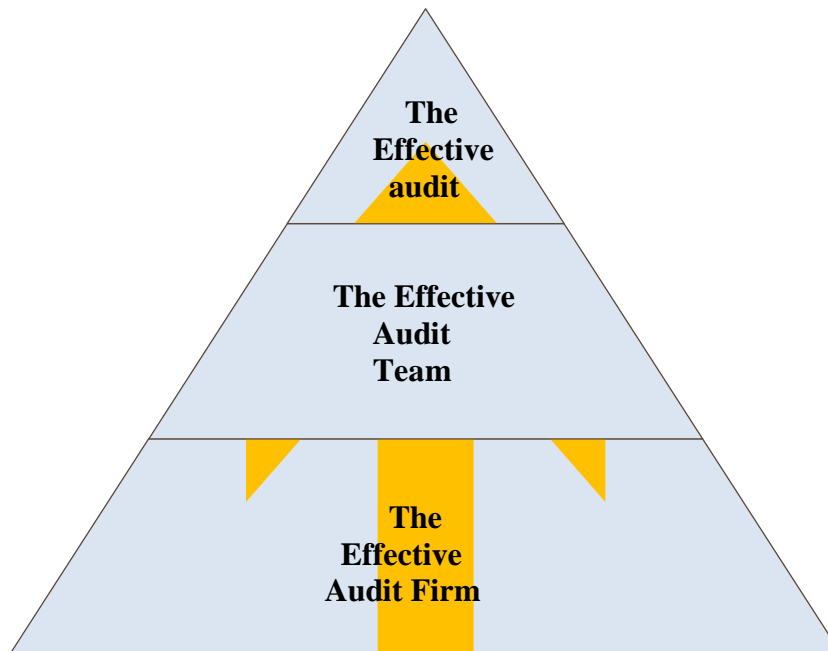 The
Effective
audit
The Effective
Audit
Team
The
Effective
Audit Firm